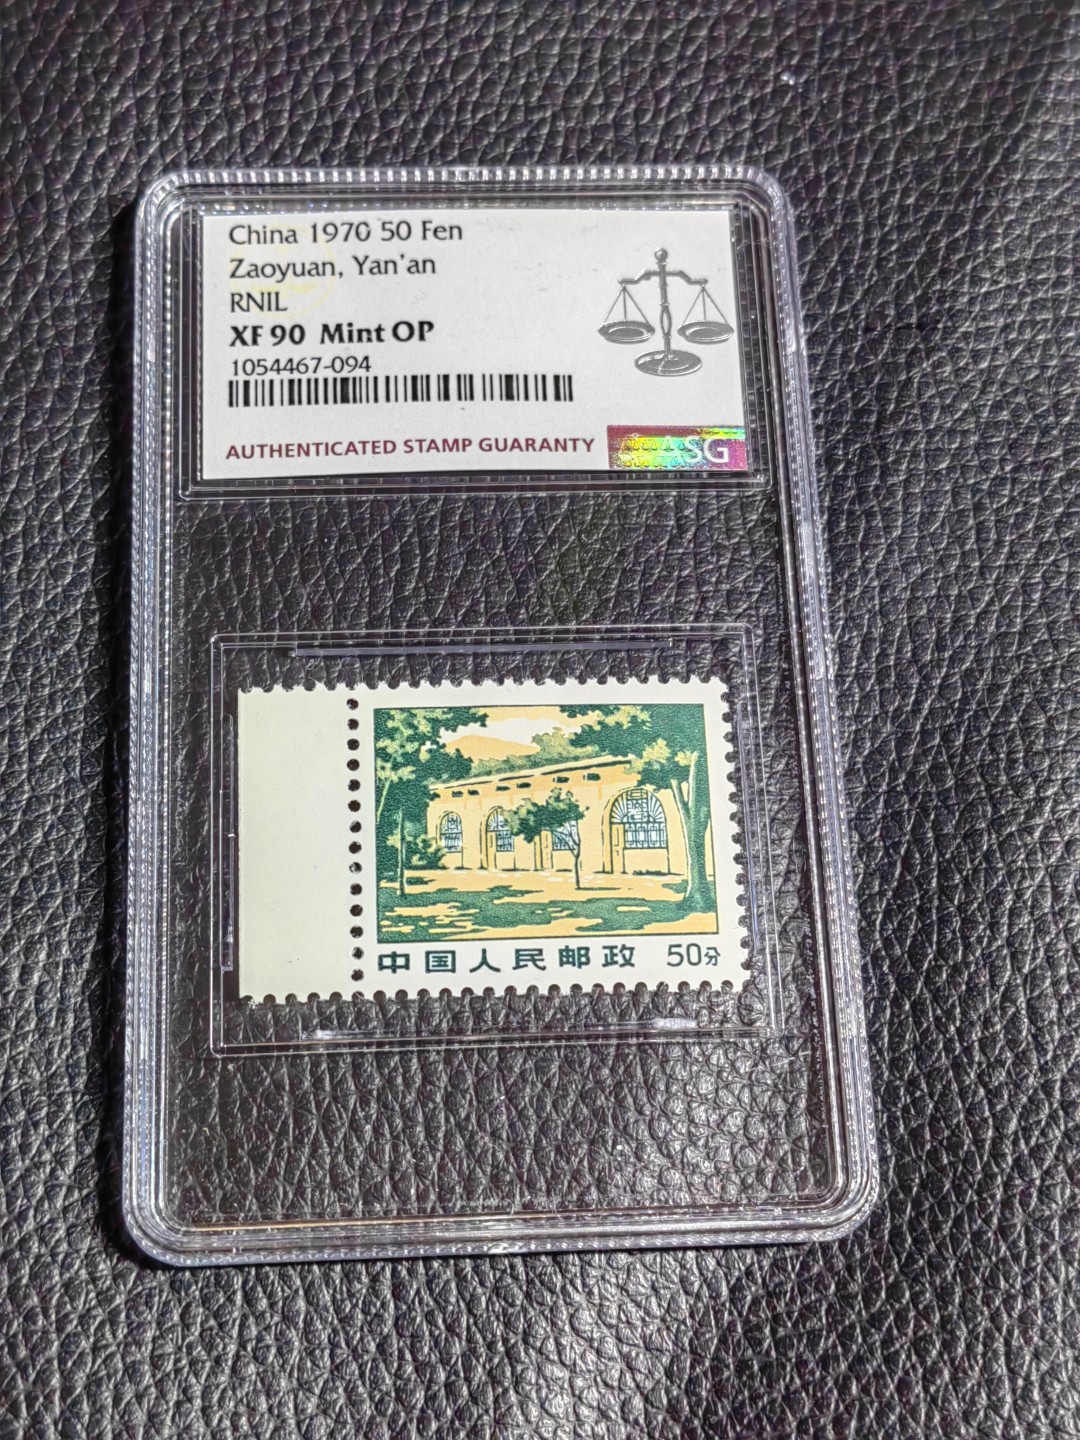 China 1970 50 Fen
Zaoyuan, Yan'an
RNIL
XF 90 Mint OP
1054467-094
AUTHENTICATED STAMP GUARANTY
ASG
中国人民邮政 50分